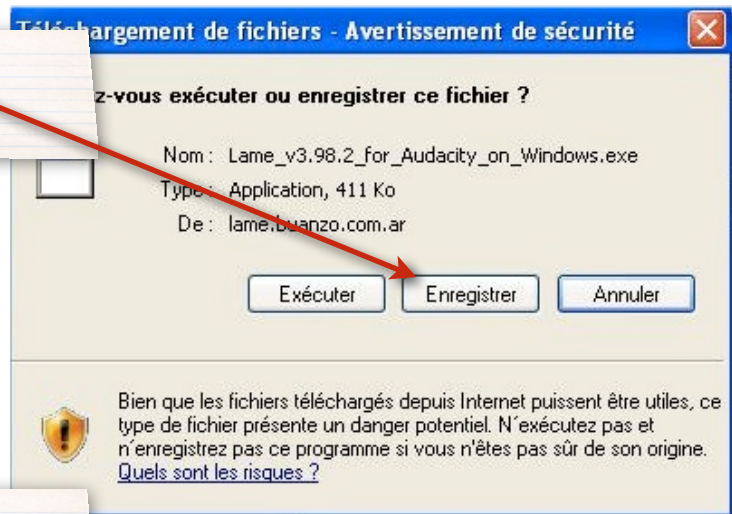 Téléchargement de fichiers - Avertissement de sécurité
z-vous exécuter ou enregistrer ce fichier ?
Nom : Lame_v3.98.2_for_Audacity_on_Windows.exe
Type : Application, 411 Ko
De : lame.buanzo.com.ar
Exécuter
Enregistrer
Annuler
Bien que les fichiers téléchargés depuis Internet puissent être utiles, ce
type de fichier présente un danger potentiel. N´exécutez pas et
n´enregistrez pas ce programme si vous n'êtes pas sûr de son origine.
Quels sont les risques ?